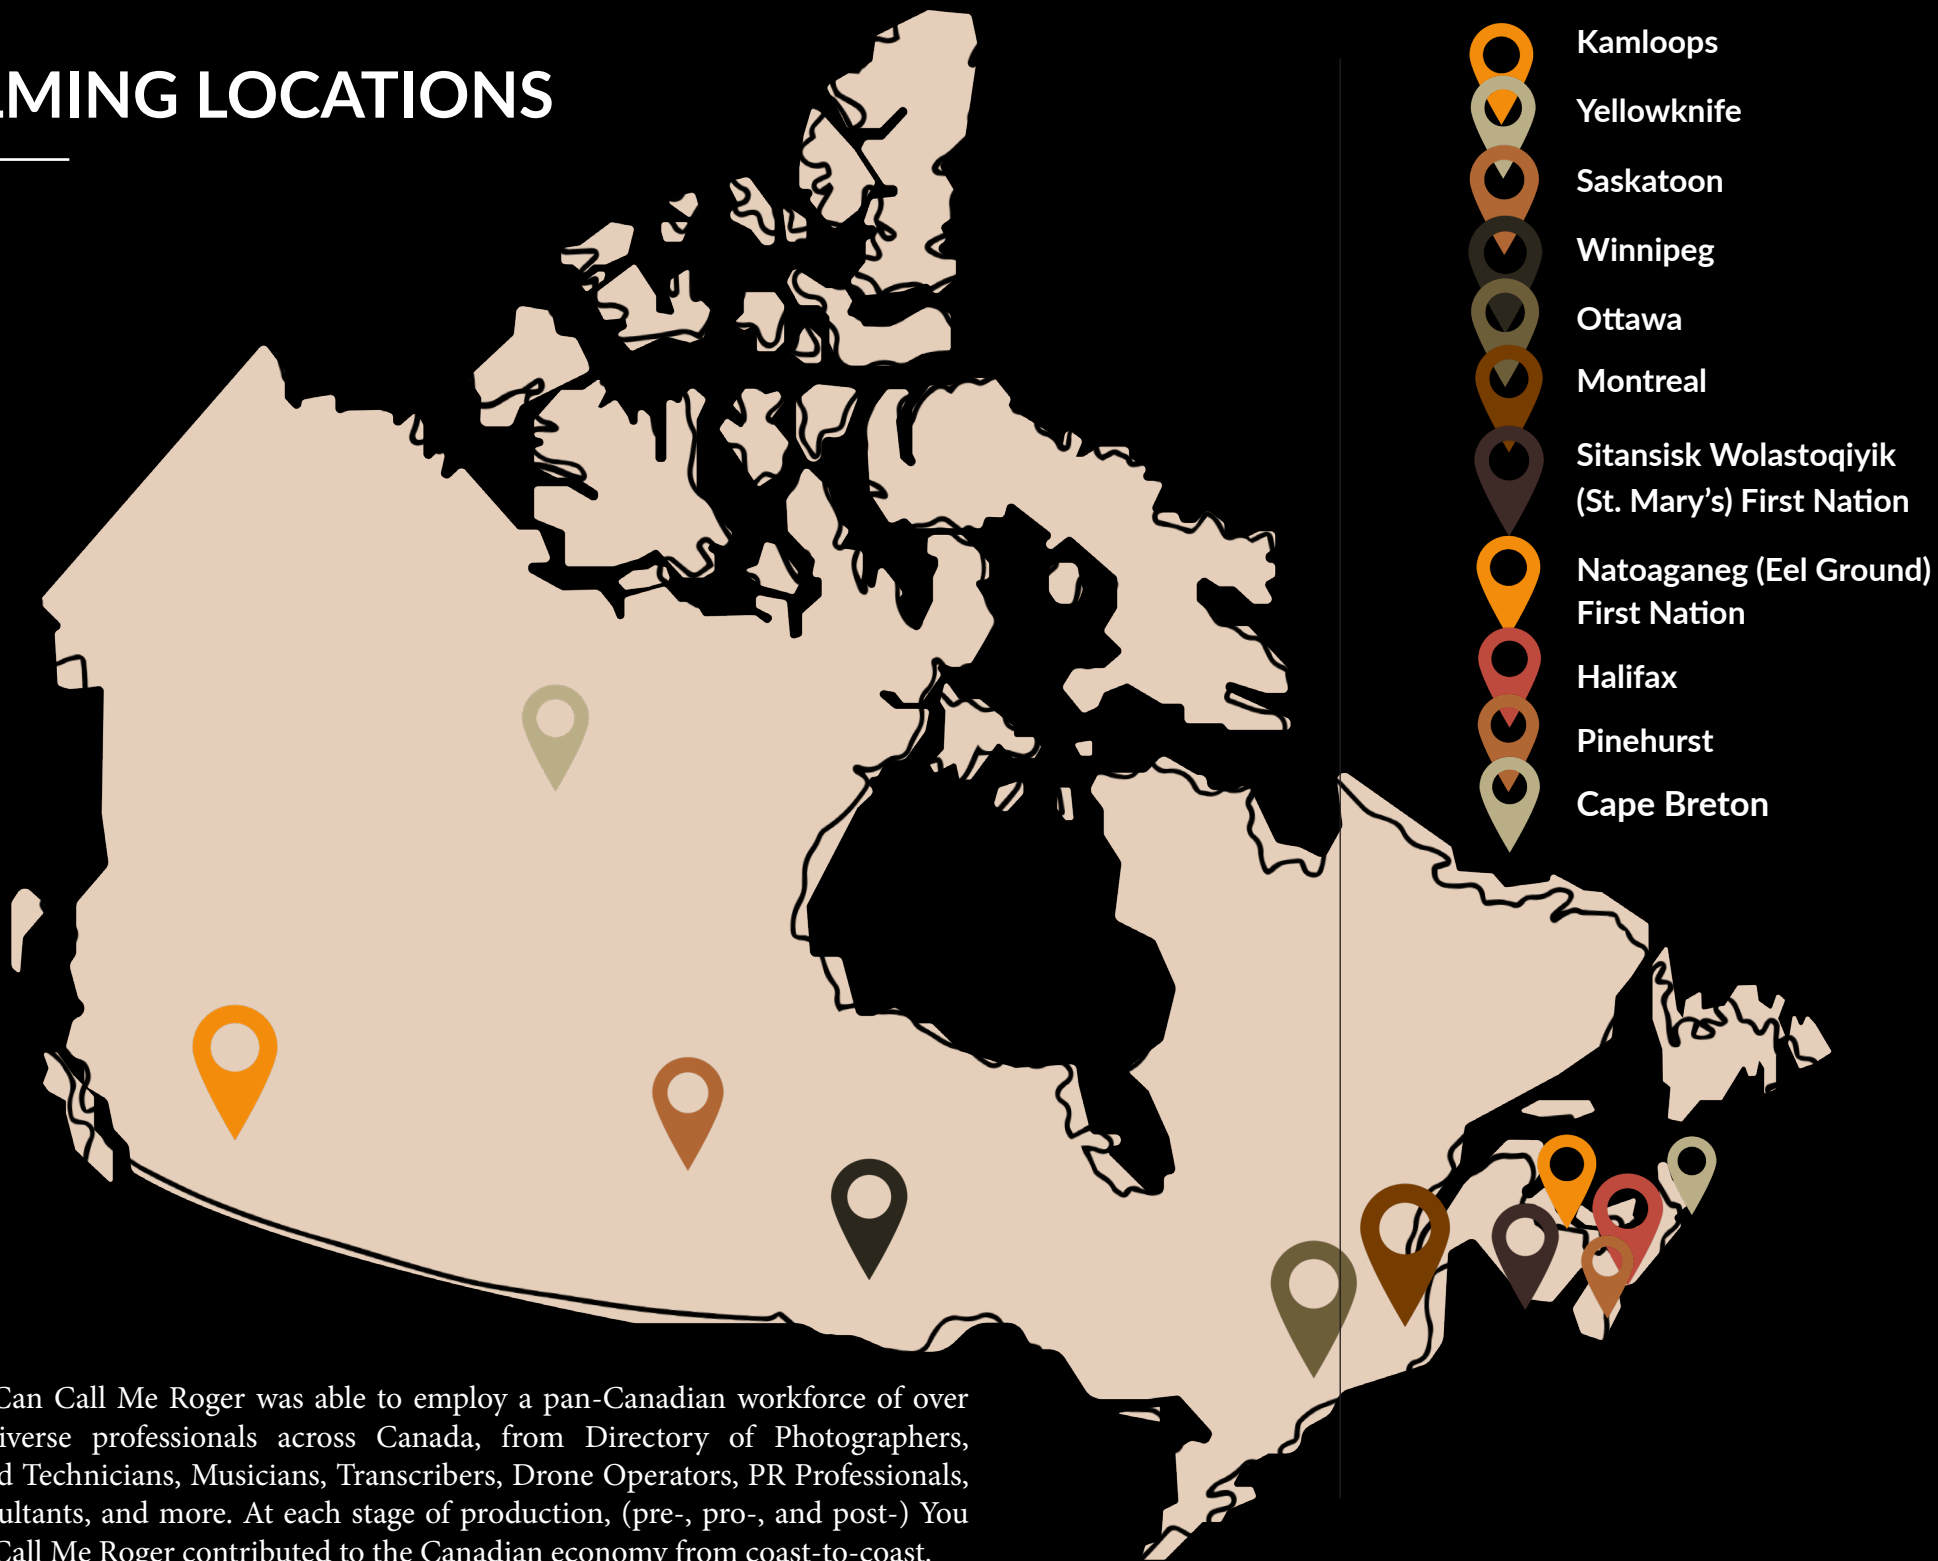 LMING LOCATIONS
Kamloops
Yellowknife
Saskatoon
Winnipeg
Ottawa
Montreal
Sitansisk Wolastoqiyik
(St. Mary’s) First Nation
Natoaganeg (Eel Ground)
First Nation
Halifax
Pinehurst
Cape Breton
Can Call Me Roger was able to employ a pan-Canadian workforce of over
iverse professionals across Canada, from Directory of Photographers,
d Technicians, Musicians, Transcribers, Drone Operators, PR Professionals,
ultants, and more. At each stage of production, (pre-, pro-, and post-) You
Call Me Roger contributed to the Canadian economy from coast-to-coast.